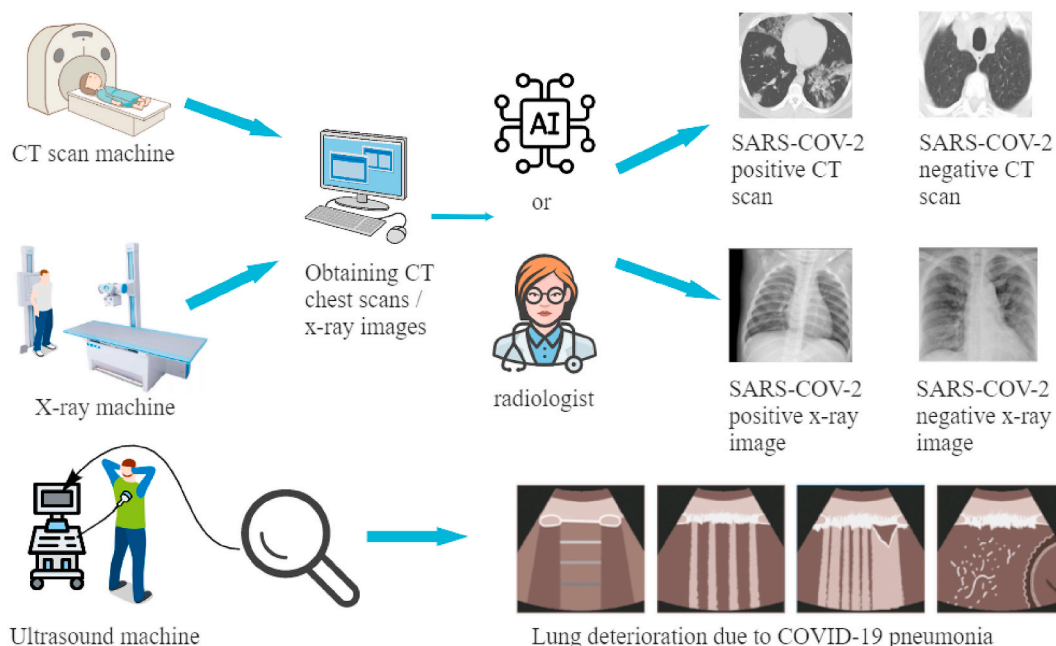 CT scan machine
AI
or
SARS-COV-2
positive CT
scan
SARS-COV-2
negative CT
scan
Obtaining CT
chest scans /
x-ray images
X-ray machine
radiologist
SARS-COV-2
positive x-ray
image
SARS-COV-2
negative x-ray
image
Ultrasound machine
Lung deterioration due to COVID-19 pneumonia